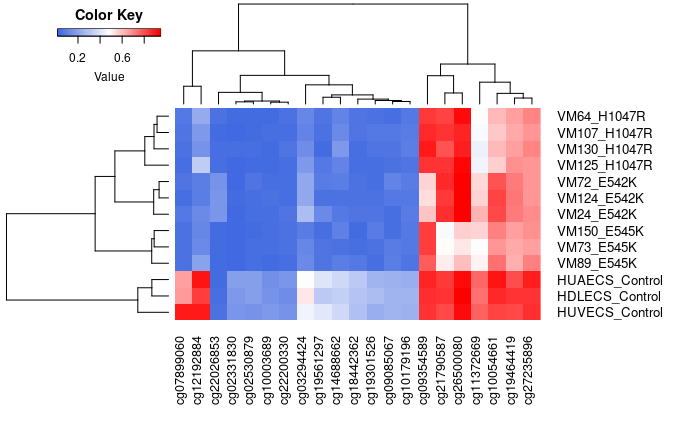 Color Key
0.2 0.6
Value
VM64_H1047R
VM107_H1047R
VM130_H1047R
VM125_H1047R
VM72_E542K
VM124_E542K
VM24_E542K
VM150_E545K
VM73_E545K
VM89_E545K
HUAECS_Control
HDLECS_Control
HUVECS_Control
cg07899060
cg12192884
cg22026853
cg02331830
cg02530879
cg10003689
cg22200330
cg03294424
cg19561297
cg14688662
cg18442362
cg19301526
cg09085067
cg10179196
cg09354589
cg21790587
cg26500080
cg11372669
cg10054661
cg19464419
cg27235896